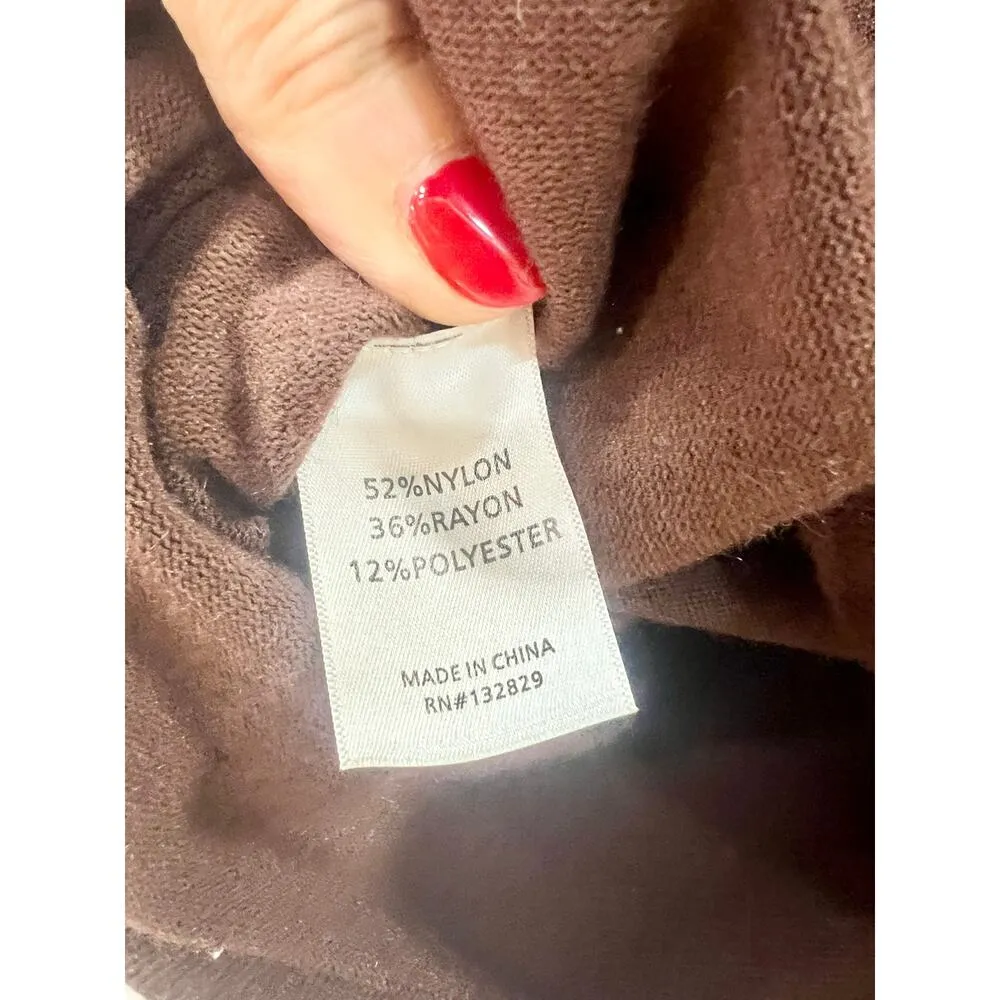 52%NYLON
36%RAYON
12%POLYESTER
MADE IN CHINA
RN#132829